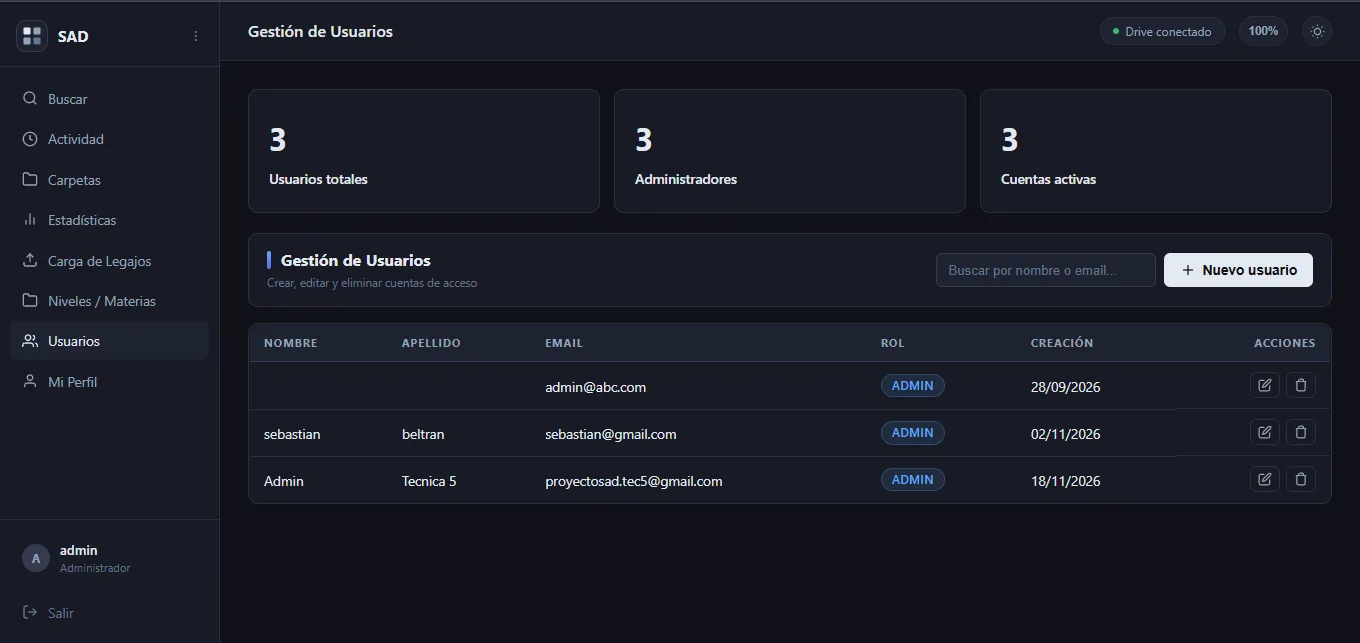 SAD
Buscar
Actividad
Carpetas
Estadísticas
Carga de Legajos
Niveles / Materias
Usuarios
Mi Perfil
A
admin
Administrador
Salir
Gestión de Usuarios
Drive conectado
100%
3
Usuarios totales
3
Administradores
3
Cuentas activas
Gestión de Usuarios
Crear, editar y eliminar cuentas de acceso
Buscar por nombre o email...
+ Nuevo usuario
NOMBRE APELLIDO EMAIL ROL CREACIÓN ACCIONES
admin@abc.com ADMIN 28/09/2026
sebastian beltran sebastian@gmail.com ADMIN 02/11/2026
Admin Tecnica 5 proyectosad.tec5@gmail.com ADMIN 18/11/2026